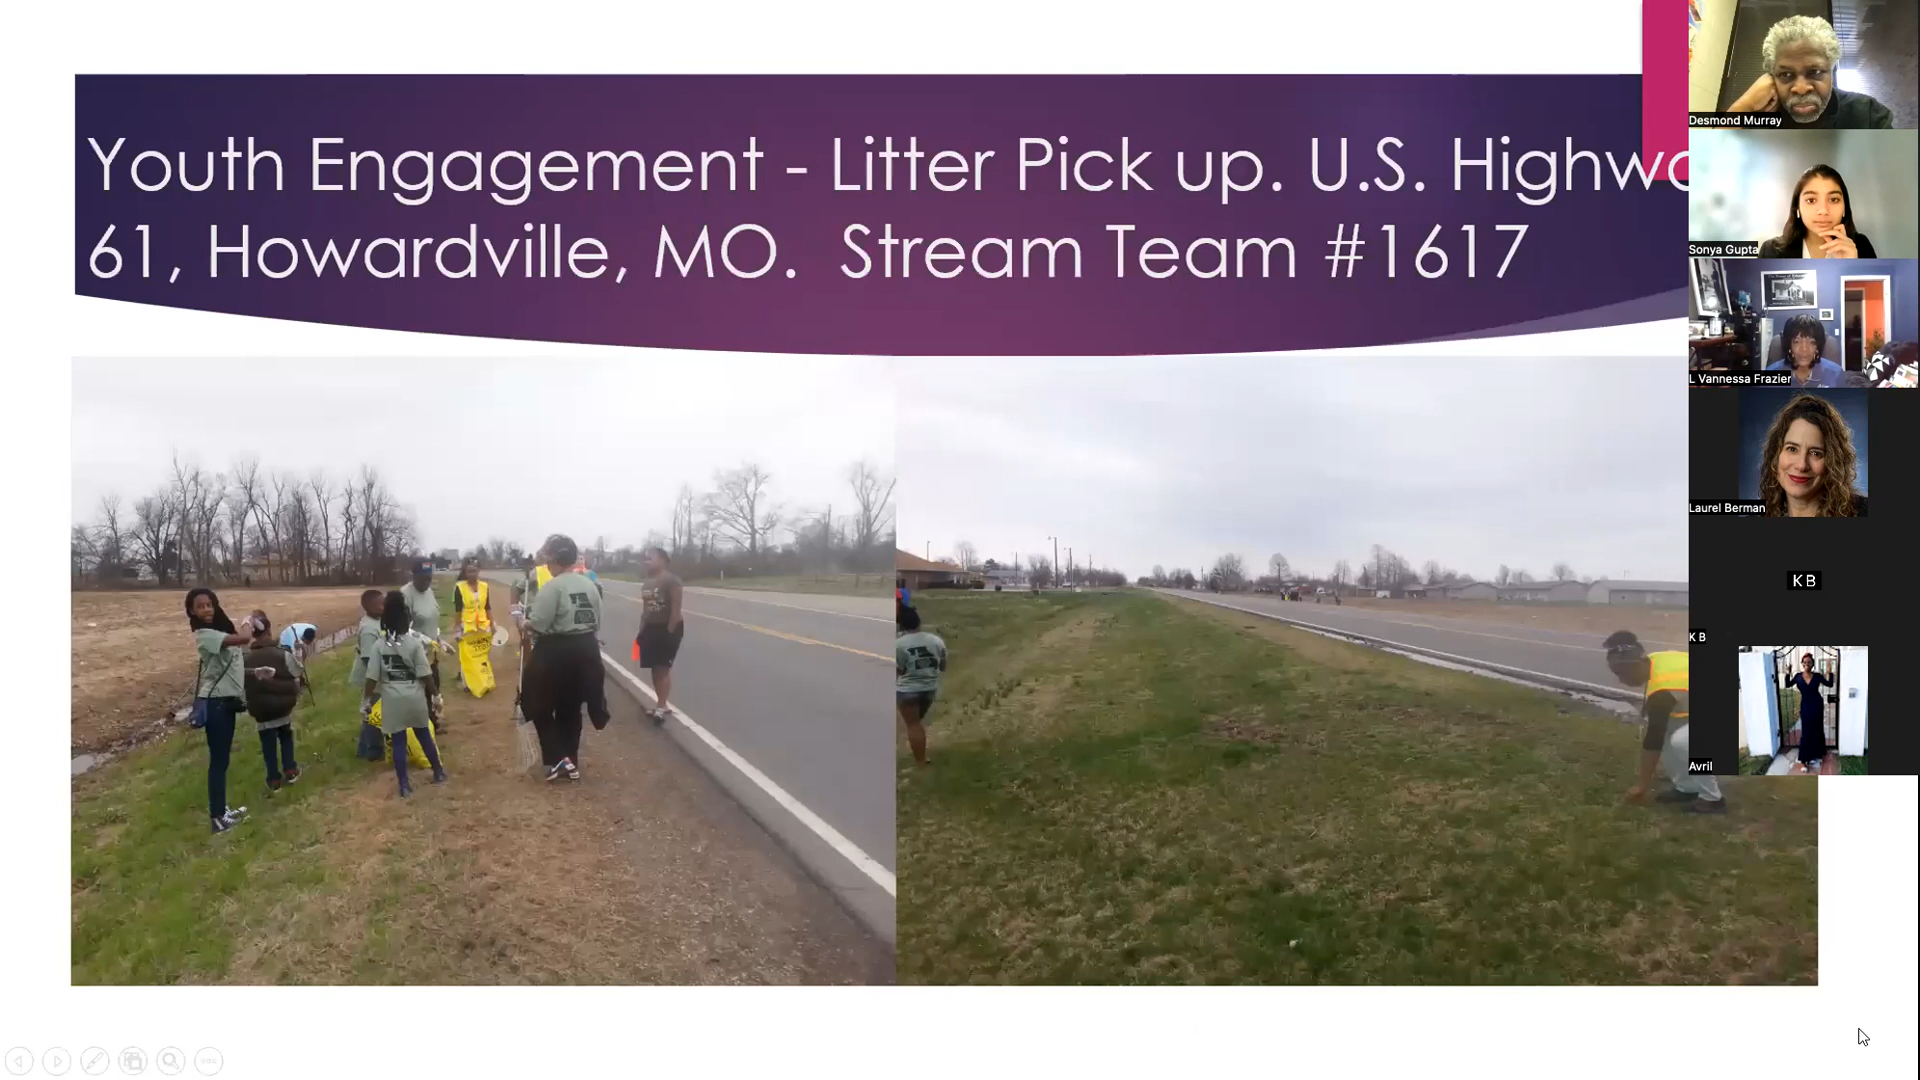 Youth Engagement - Litter Pick up. U.S. Highwa
61, Howardville, MO. Stream Team #1617
Desmond Murray
Sonya Gupta
L Vannessa Frazier
Laurel Berman
K B
K B
Avril